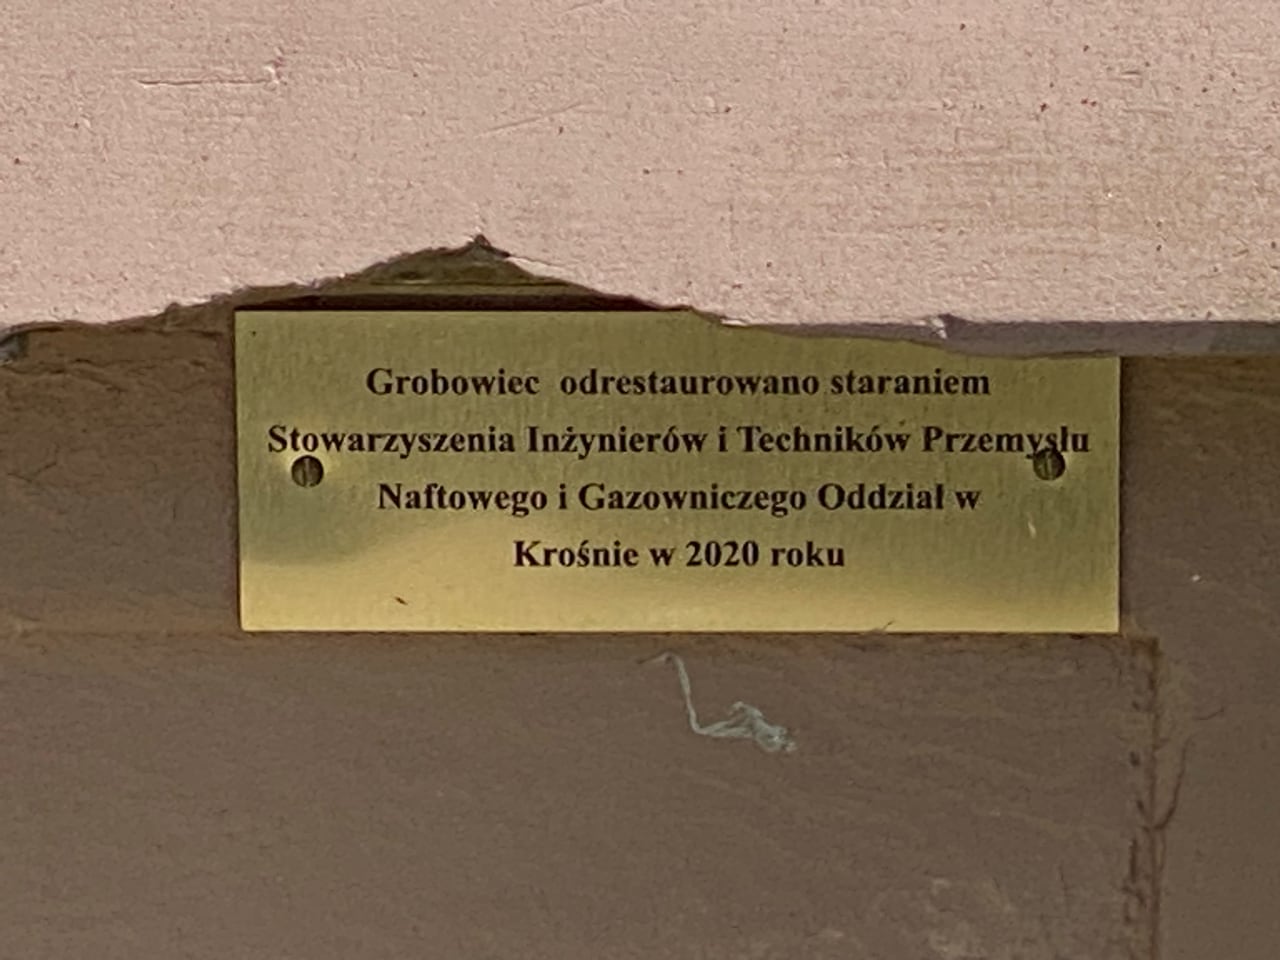 Grobowiec odrestaurowano staraniem
Stowarzyszenia Inżynierów i Techników Przemysłu
Naftowego i Gazowniczego Oddział w
Krośnie w 2020 roku